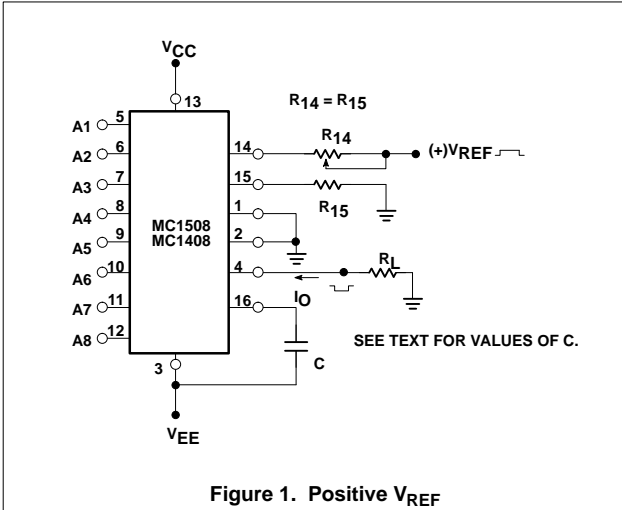 VCC
13
R14 = R15
A1 5
A2 6
14 R14 (+)VREF
A3 7
15 R15
A4 8
1
MC1508
MC1408
A5 9
2
A6 10
4 RL
A7 11
16 IO
A8 12
SEE TEXT FOR VALUES OF C.
3
C
VEE
Figure 1. Positive VREF